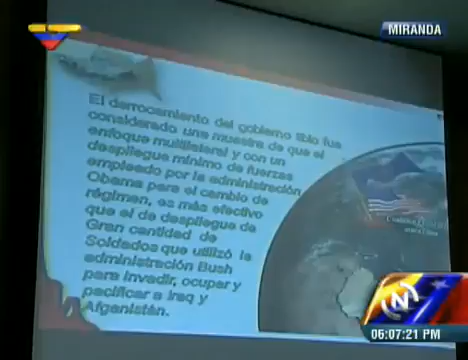 MIRANDA
El derrocamiento del gobierno libio fue
considerado una muestra de que el
enfoque multilateral y con un
despliegue mínimo de fuerzas
empleado por la administración
Obama para el cambio de
régimen, es más efectivo
que el de despliegue de
Gran cantidad de
Soldados que utilizó la
administración Bush
para invadir, ocupar y
pacificar a Iraq y
Afganistán.
N
06:07:21 PM